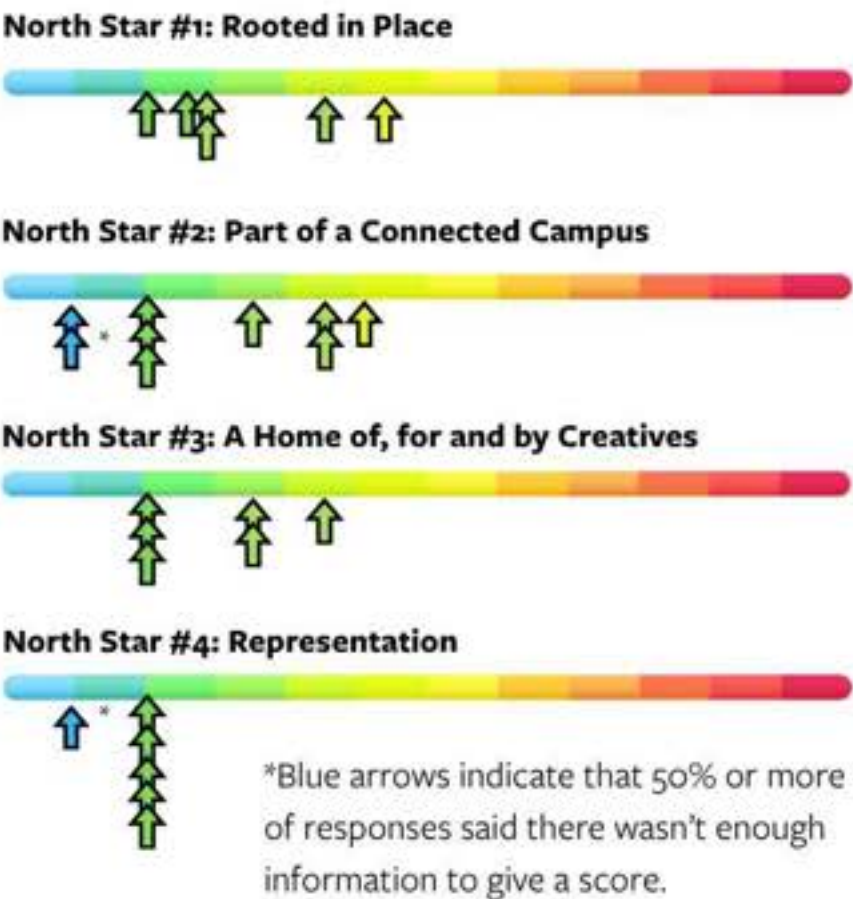 North Star #1: Rooted in Place
North Star #2: Part of a Connected Campus
*
North Star #3: A Home of, for and by Creatives
North Star #4: Representation
*
*Blue arrows indicate that 50% or more
of responses said there wasn't enough
information to give a score.